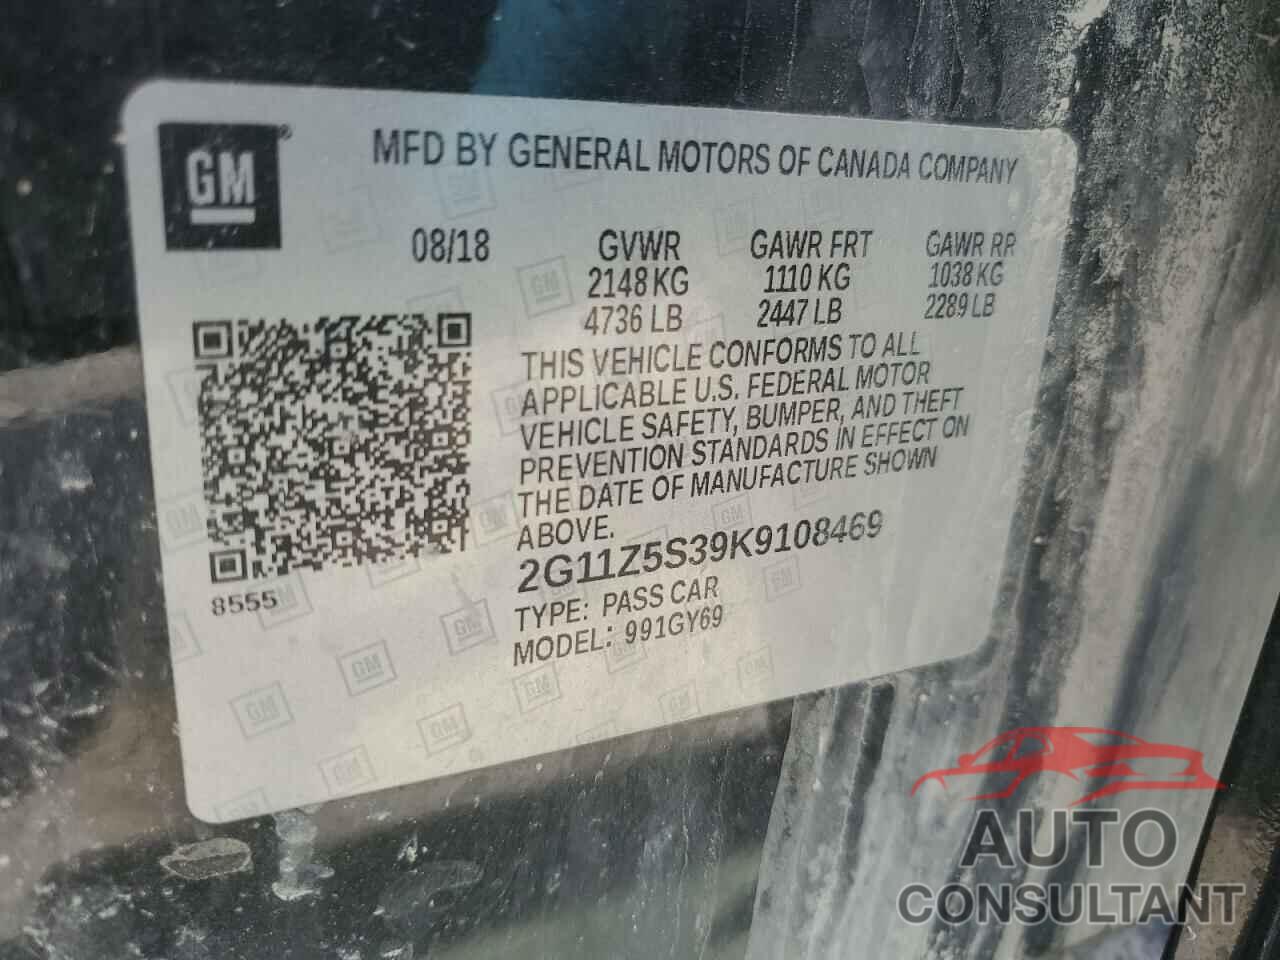 GM®
MFD BY GENERAL MOTORS OF CANADA COMPANY
08/18 GVWR GAWR FRT GAWR RR
2148 KG 1110 KG 1038 KG
4736 LB 2447 LB 2289 LB
THIS VEHICLE CONFORMS TO ALL
APPLICABLE U.S. FEDERAL MOTOR
VEHICLE SAFETY, BUMPER, AND THEFT
PREVENTION STANDARDS IN EFFECT ON
THE DATE OF MANUFACTURE SHOWN
ABOVE.
2G11Z5S39K9108469
8555
TYPE: PASS CAR
MODEL: 991GY69
AUTO
CONSULTANT